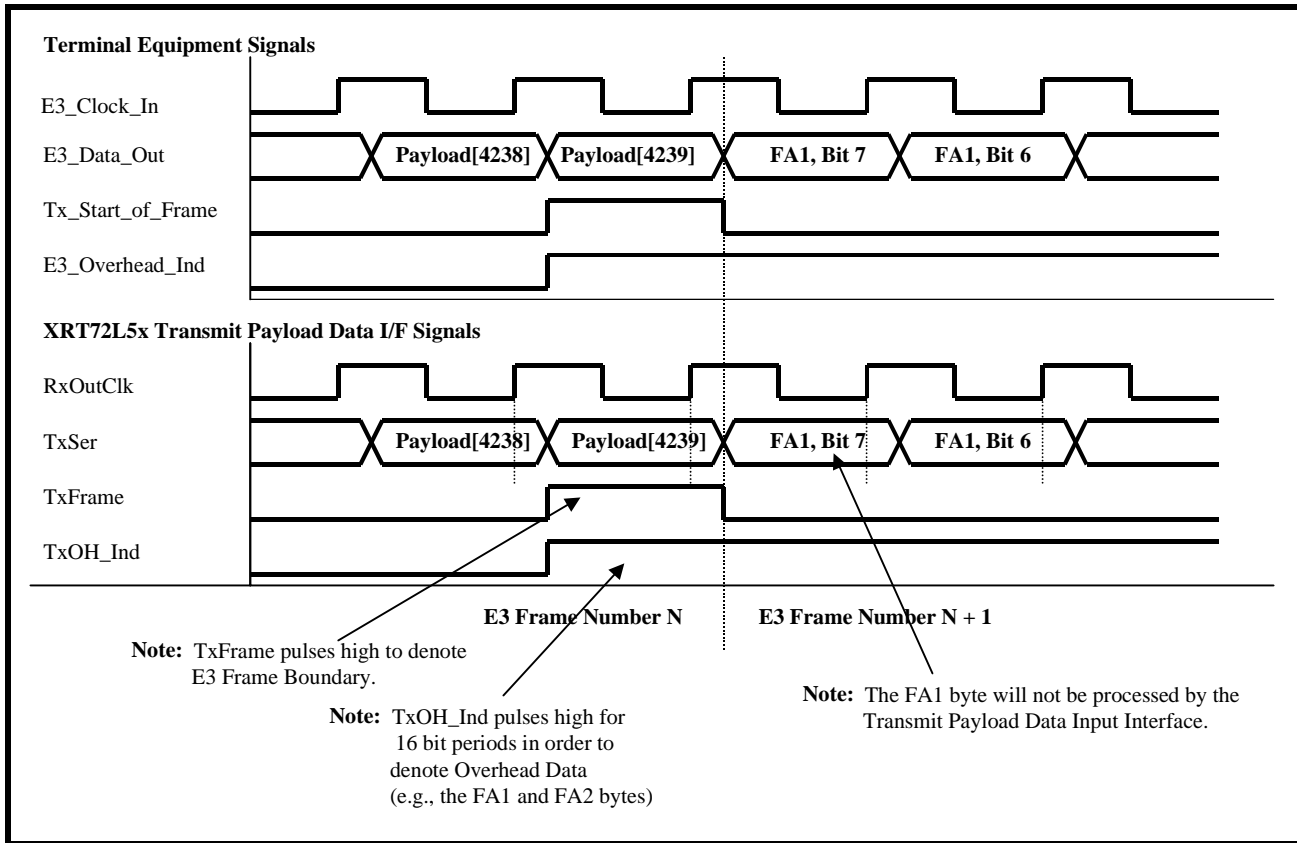 Terminal Equipment Signals
E3_Clock_In
E3_Data_Out
Payload[4238] Payload[4239] FA1, Bit 7 FA1, Bit 6
Tx_Start_of_Frame
E3_Overhead_Ind
XRT72L5x Transmit Payload Data I/F Signals
RxOutClk
TxSer
Payload[4238] Payload[4239] FA1, Bit 7 FA1, Bit 6
TxFrame
TxOH_Ind
E3 Frame Number N E3 Frame Number N + 1
Note: TxFrame pulses high to denote
E3 Frame Boundary.
Note: TxOH_Ind pulses high for
16 bit periods in order to
denote Overhead Data
(e.g., the FA1 and FA2 bytes)
Note: The FA1 byte will not be processed by the
Transmit Payload Data Input Interface.